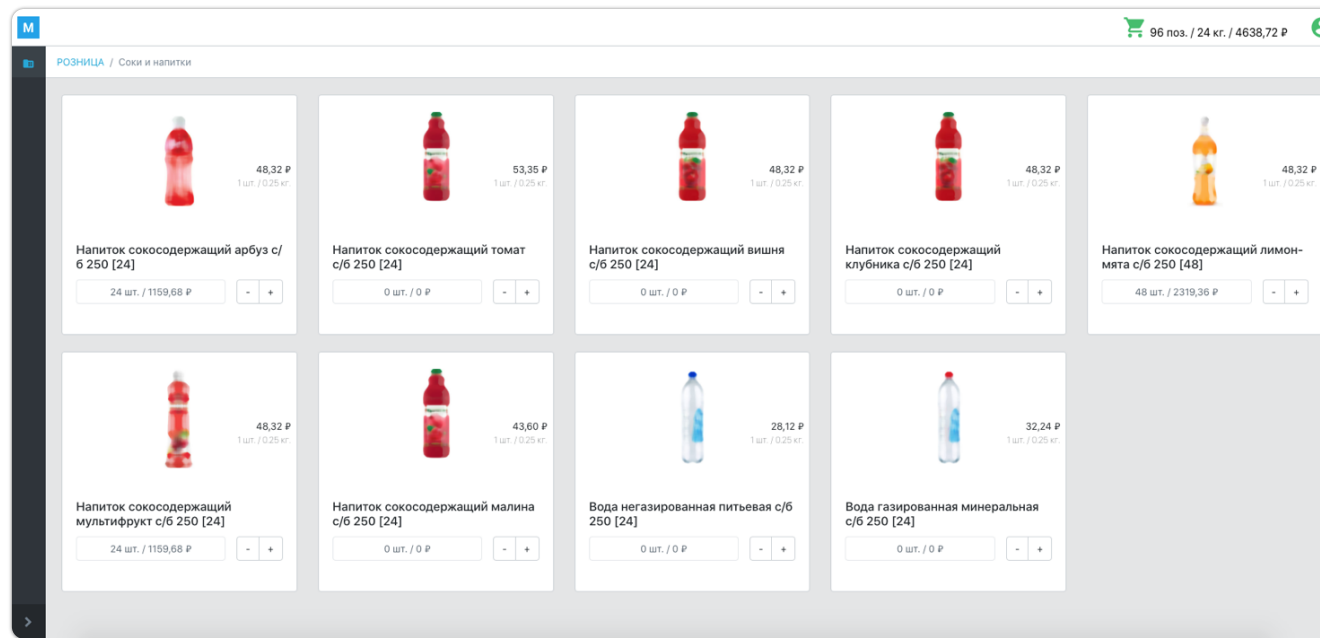 M
96 поз. / 24 кг. / 4638,72 ₽
РОЗНИЦА / Соки и напитки
48,32 ₽
1 шт. / 0.25 кг.
Напиток сокосодержащий арбуз с/
б 250 [24]
24 шт. / 1159,68 ₽
- +
53,35 ₽
1 шт. / 0.25 кг.
Напиток сокосодержащий томат
с/б 250 [24]
0 шт. / 0 ₽
- +
48,32 ₽
1 шт. / 0.25 кг.
Напиток сокосодержащий вишня
с/б 250 [24]
0 шт. / 0 ₽
- +
48,32 ₽
1 шт. / 0.25 кг.
Напиток сокосодержащий
клубника с/б 250 [24]
0 шт. / 0 ₽
- +
48,32 ₽
1 шт. / 0.25 кг.
Напиток сокосодержащий лимон-
мята с/б 250 [48]
48 шт. / 2319,36 ₽
- +
48,32 ₽
1 шт. / 0.25 кг.
Напиток сокосодержащий
мультифрукт с/б 250 [24]
24 шт. / 1159,68 ₽
- +
43,60 ₽
1 шт. / 0.25 кг.
Напиток сокосодержащий малина
с/б 250 [24]
0 шт. / 0 ₽
- +
28,12 ₽
1 шт. / 0.25 кг.
Вода негазированная питьевая с/б
250 [24]
0 шт. / 0 ₽
- +
32,24 ₽
1 шт. / 0.25 кг.
Вода газированная минеральная
с/б 250 [24]
0 шт. / 0 ₽
- +